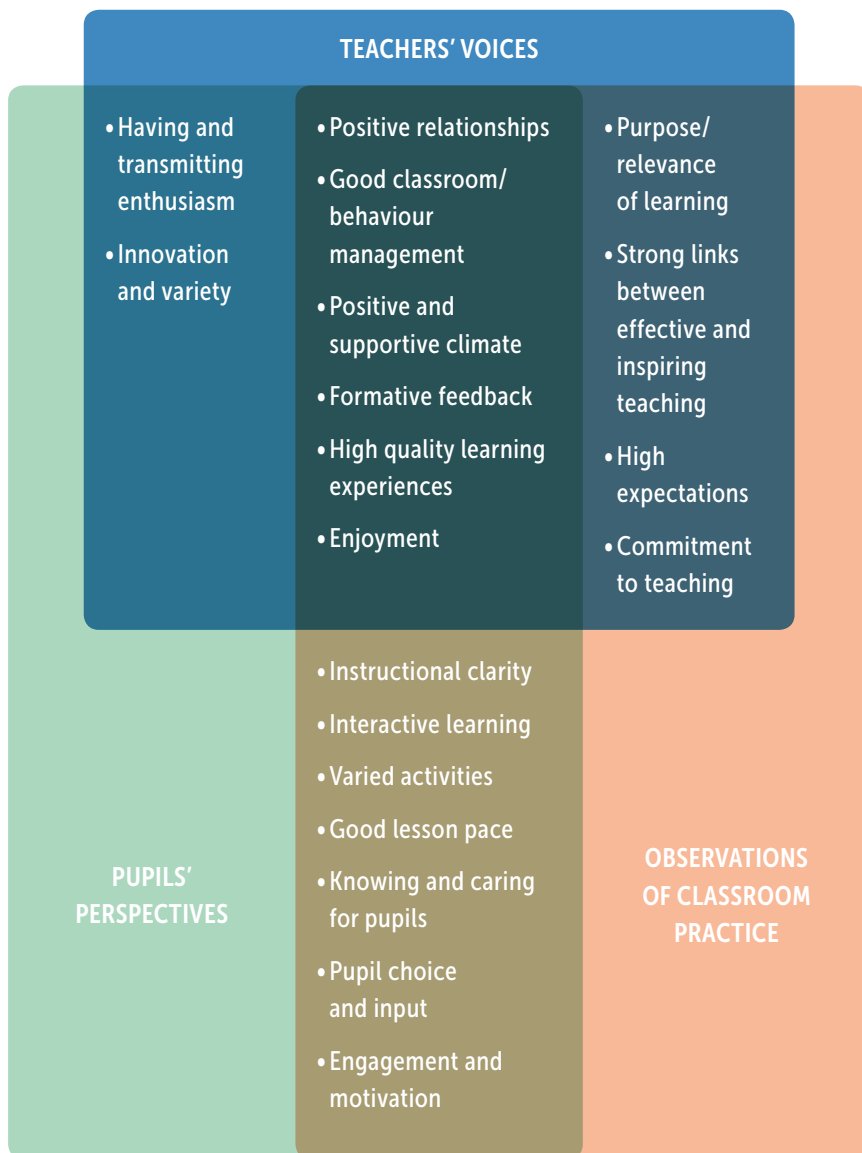 TEACHERS' VOICES
• Having and
transmitting
enthusiasm
• Innovation
and variety
• Positive relationships
• Good classroom/
behaviour
management
• Positive and
supportive climate
• Formative feedback
• High quality learning
experiences
• Enjoyment
• Purpose/
relevance
of learning
• Strong links
between
effective and
inspiring
teaching
• High
expectations
• Commitment
to teaching
• Instructional clarity
• Interactive learning
• Varied activities
• Good lesson pace
• Knowing and caring
for pupils
• Pupil choice
and input
• Engagement and
motivation
PUPILS'
PERSPECTIVES
OBSERVATIONS
OF CLASSROOM
PRACTICE